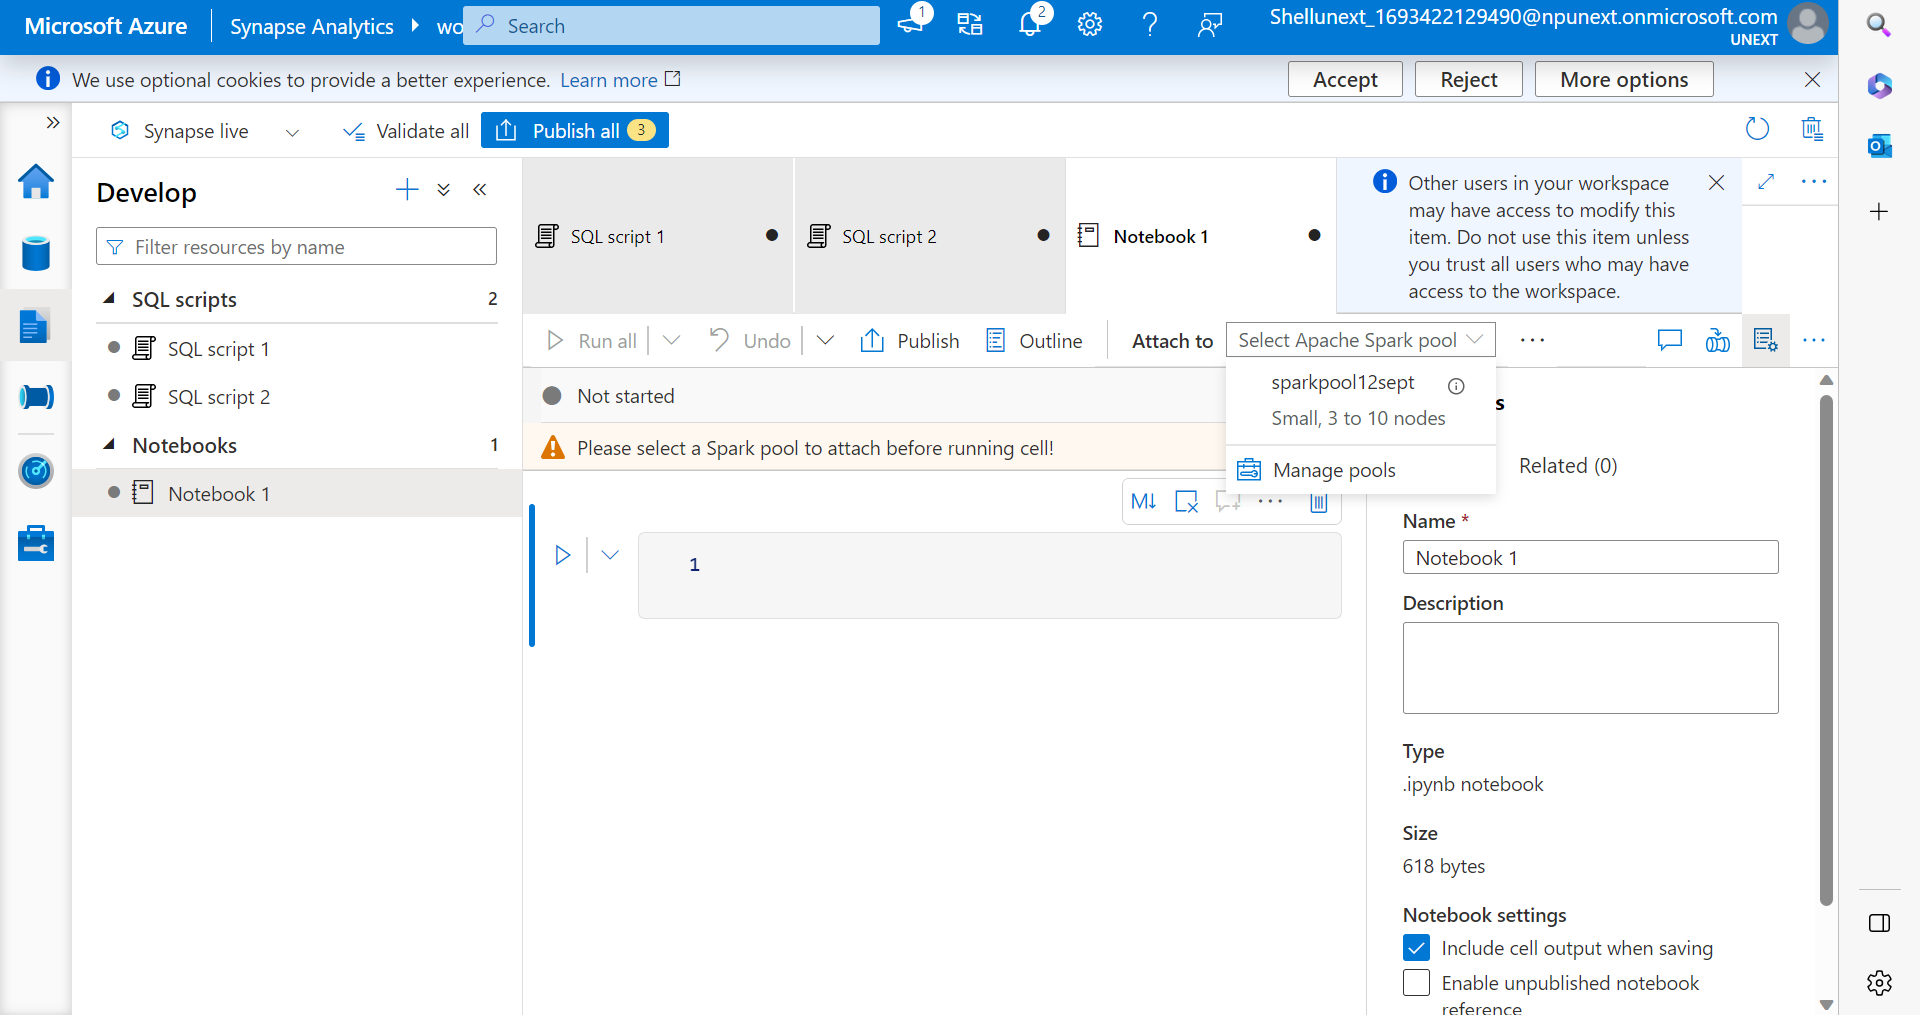 Microsoft Azure
Synapse Analytics
wo
Search
1
2
Shellunext_1693422129490@npunext.onmicrosoft.com
UNEXT
We use optional cookies to provide a better experience. Learn more
Accept
Reject
More options
Synapse live
Validate all
Publish all 3
Develop
Filter resources by name
SQL scripts 2
SQL script 1
SQL script 2
Notebooks 1
Notebook 1
SQL script 1
SQL script 2
Notebook 1
Other users in your workspace
may have access to modify this
item. Do not use this item unless
you trust all users who may have
access to the workspace.
Run all
Undo
Publish
Outline
Attach to
Select Apache Spark pool
sparkpool12sept
Small, 3 to 10 nodes
Manage pools
Not started
Please select a Spark pool to attach before running cell!
M↓
1
s
Related (0)
Name *
Notebook 1
Description
Type
.ipynb notebook
Size
618 bytes
Notebook settings
Include cell output when saving
Enable unpublished notebook
reference